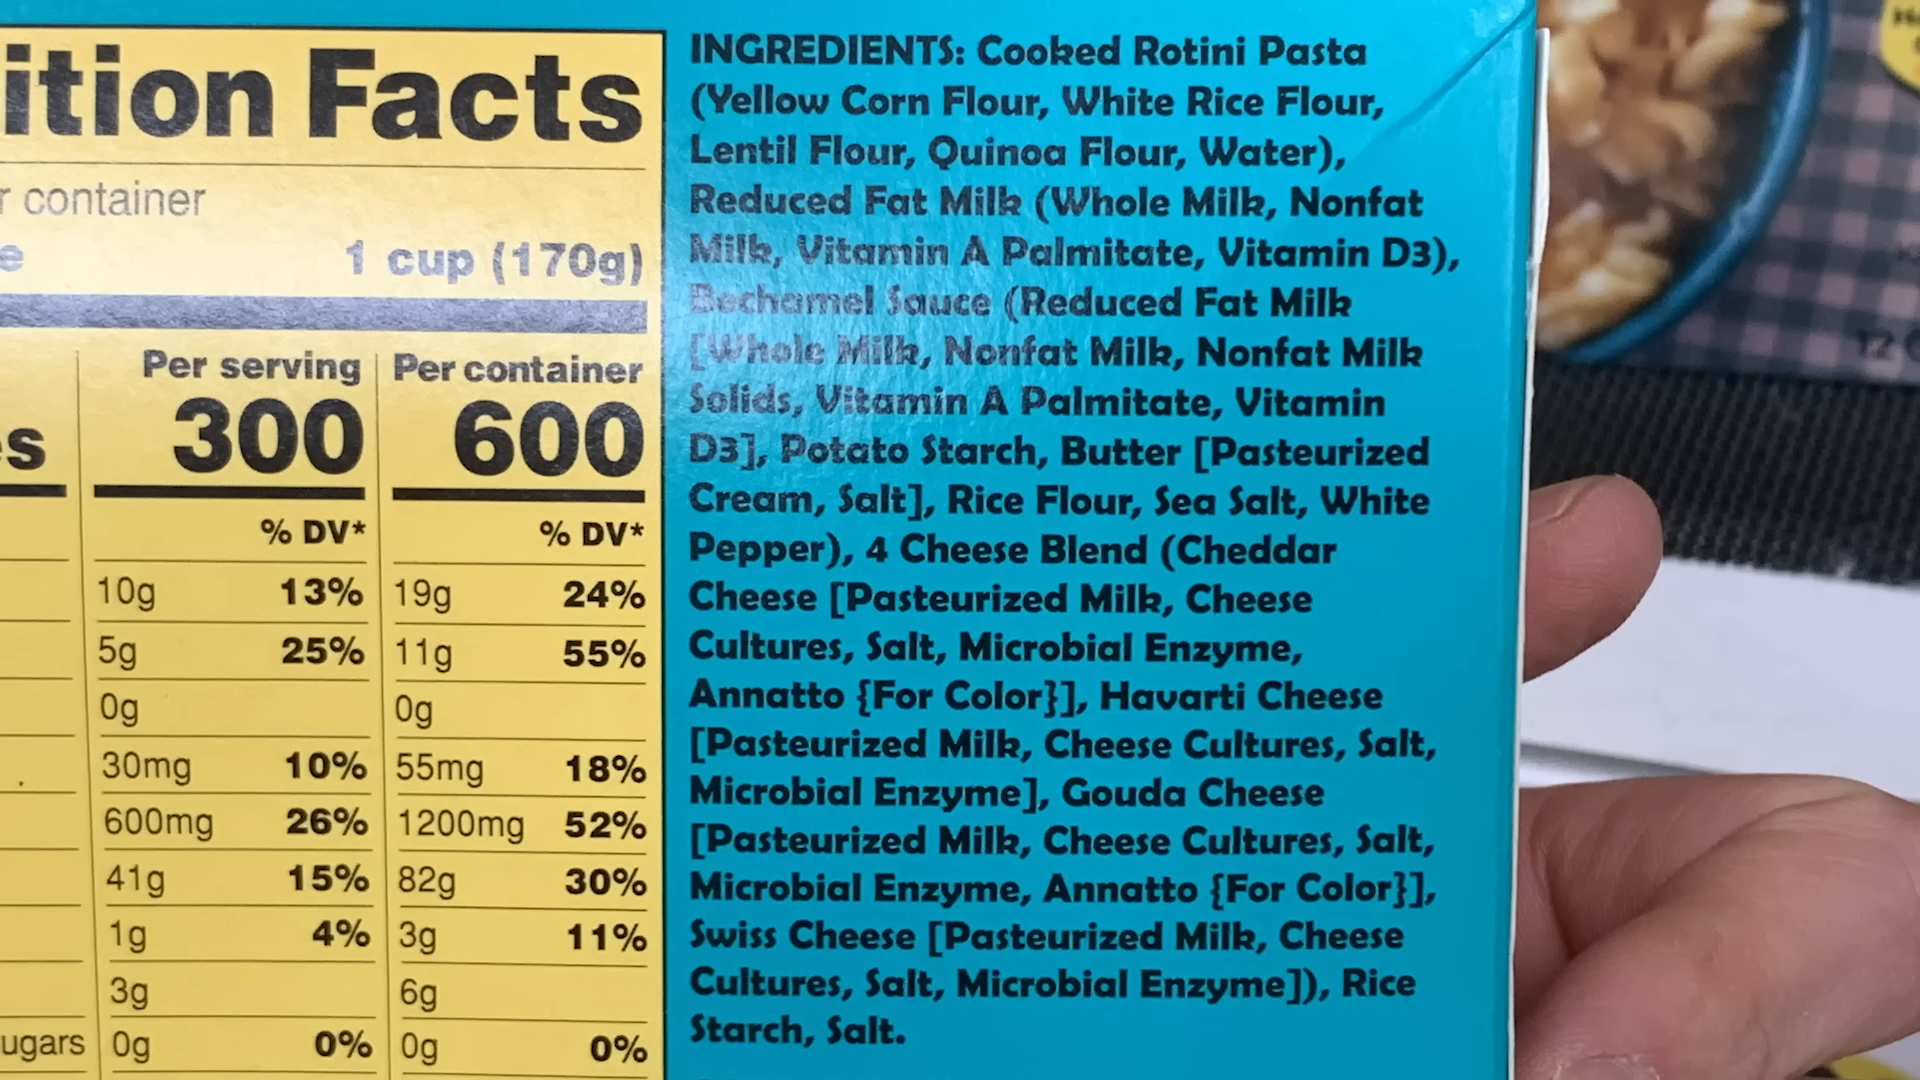 ition Facts
r container
e 1 cup (170g)
Per serving Per container
es 300 600
% DV* % DV*
10g 13% 19g 24%
5g 25% 11g 55%
0g 0g
30mg 10% 55mg 18%
600mg 26% 1200mg 52%
41g 15% 82g 30%
1g 4% 3g 11%
3g 6g
ugars 0g 0% 0g 0%
INGREDIENTS: Cooked Rotini Pasta
(Yellow Corn Flour, White Rice Flour,
Lentil Flour, Quinoa Flour, Water),
Reduced Fat Milk (Whole Milk, Nonfat
Milk, Vitamin A Palmitate, Vitamin D3),
Bechamel Sauce (Reduced Fat Milk
[Whole Milk, Nonfat Milk, Nonfat Milk
Solids, Vitamin A Palmitate, Vitamin
D3], Potato Starch, Butter [Pasteurized
Cream, Salt], Rice Flour, Sea Salt, White
Pepper), 4 Cheese Blend (Cheddar
Cheese [Pasteurized Milk, Cheese
Cultures, Salt, Microbial Enzyme,
Annatto {For Color}], Havarti Cheese
[Pasteurized Milk, Cheese Cultures, Salt,
Microbial Enzyme], Gouda Cheese
[Pasteurized Milk, Cheese Cultures, Salt,
Microbial Enzyme, Annatto {For Color}],
Swiss Cheese [Pasteurized Milk, Cheese
Cultures, Salt, Microbial Enzyme]), Rice
Starch, Salt.
12